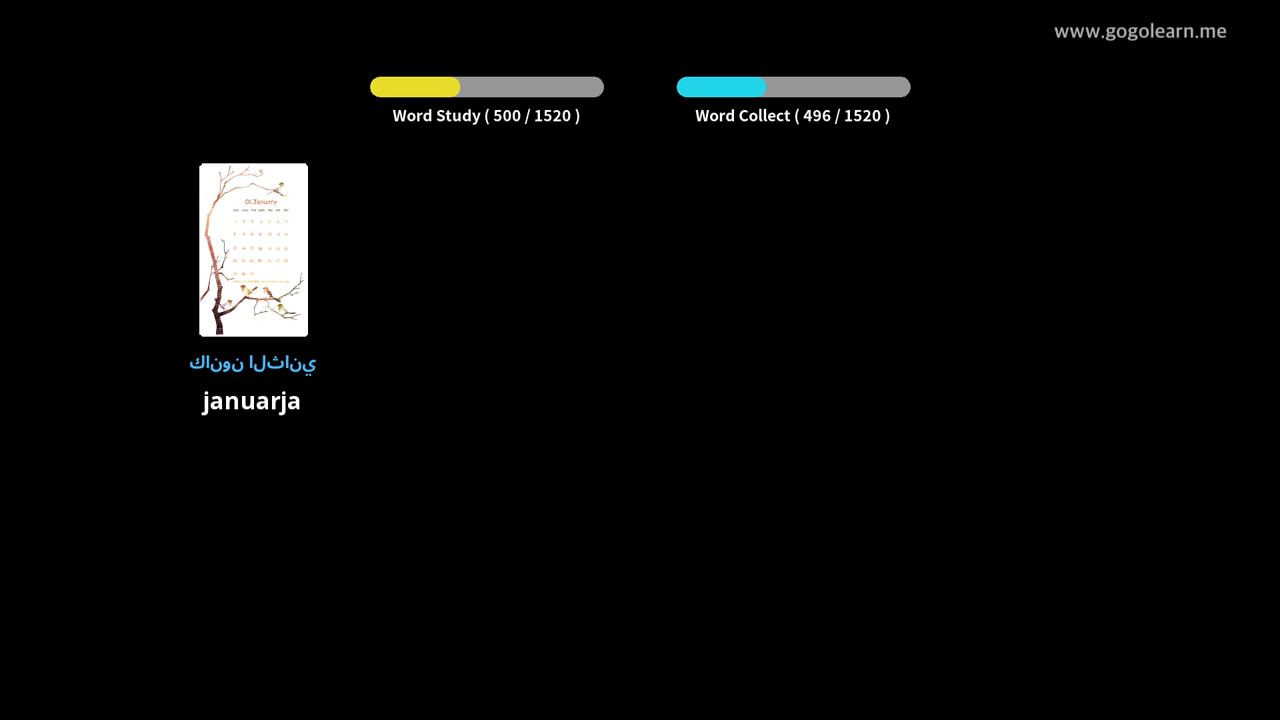 www.gogolearn.me
Word Study ( 500 / 1520 )
Word Collect ( 496 / 1520 )
01.January
كانون الثاني
januarja